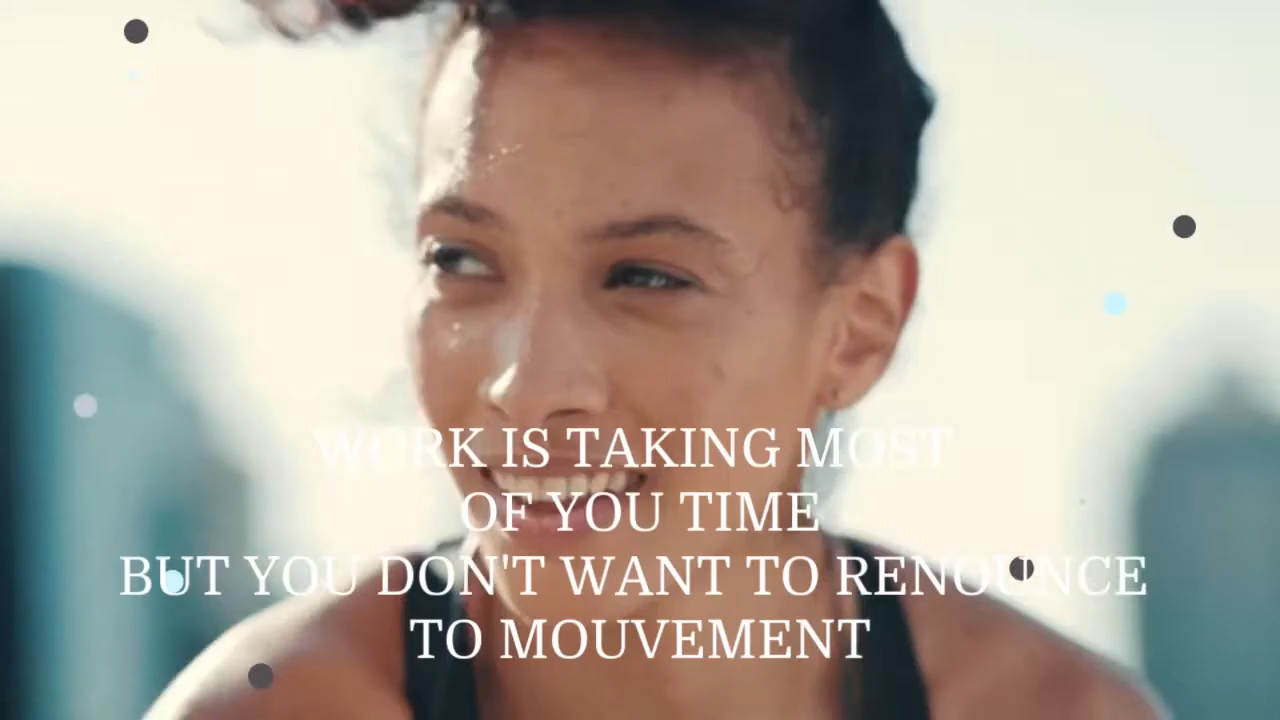 WORK IS TAKING MOST
OF YOU TIME
BUT YOU DON'T WANT TO RENOUNCE
TO MOUVEMENT